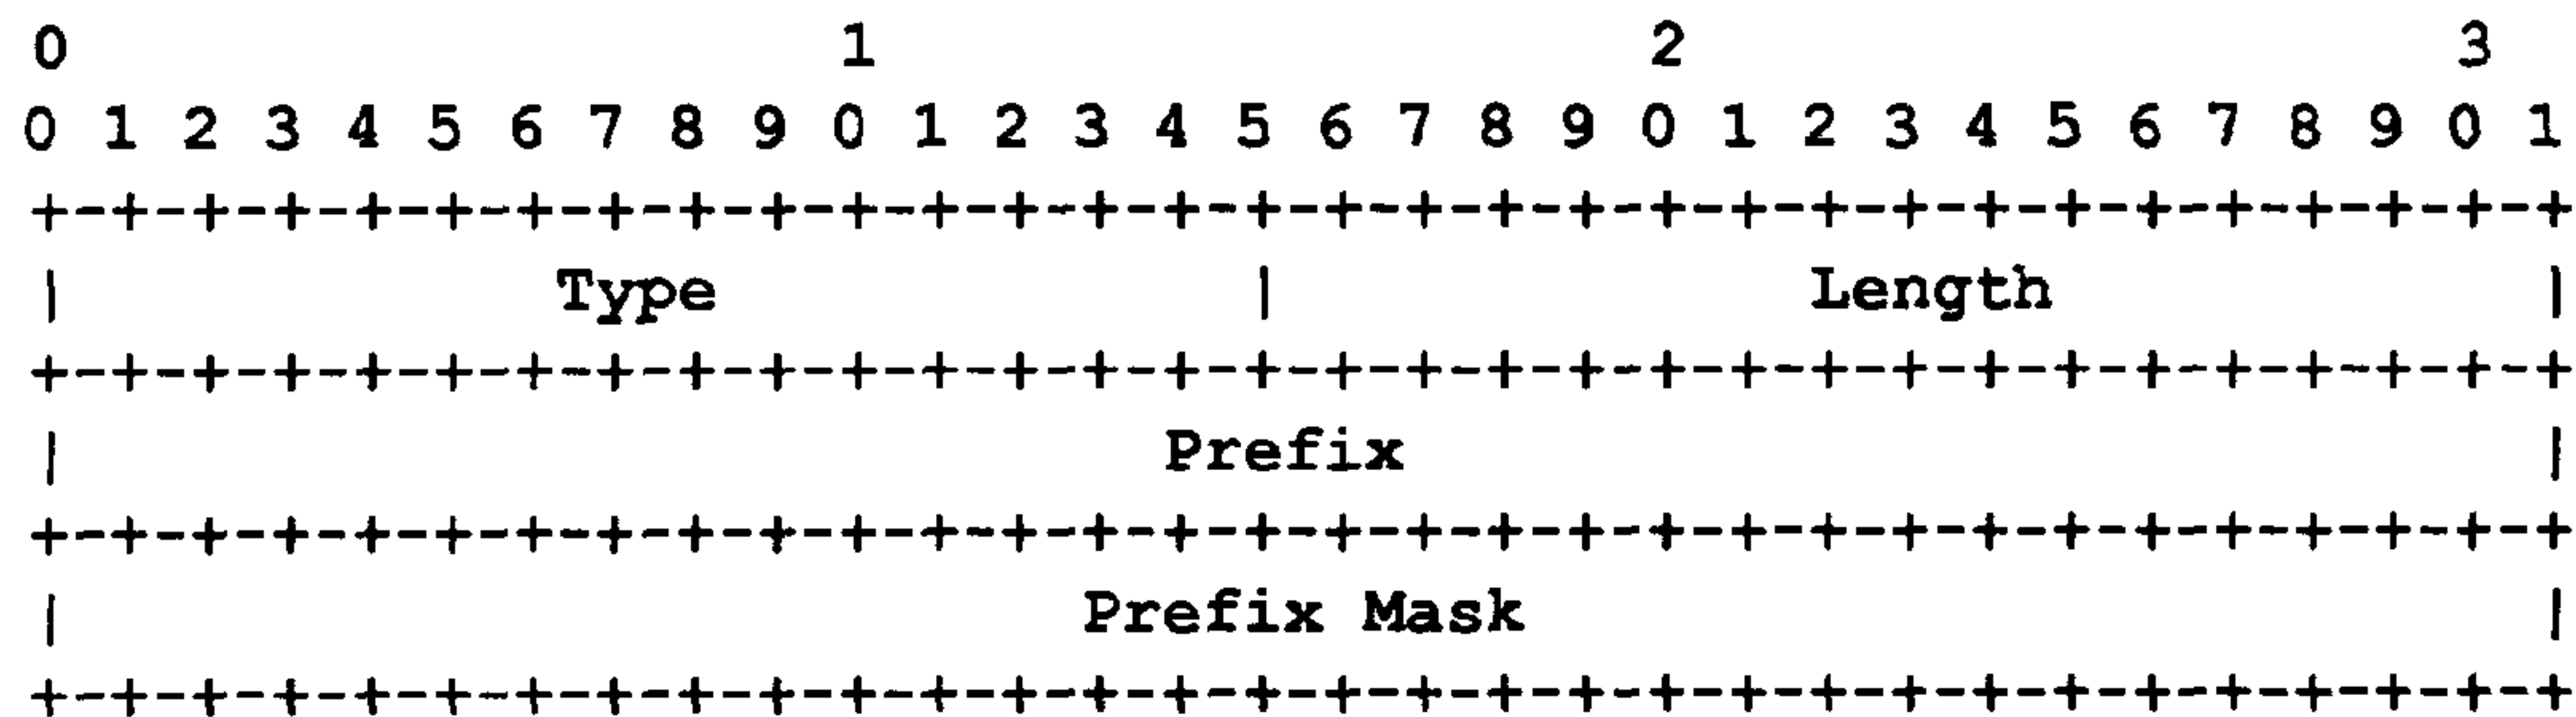 0                   1                   2                   3
0 1 2 3 4 5 6 7 8 9 0 1 2 3 4 5 6 7 8 9 0 1 2 3 4 5 6 7 8 9 0 1
+-+-+-+-+-+-+-+-+-+-+-+-+-+-+-+-+-+-+-+-+-+-+-+-+-+-+-+-+-+-+-+
|            Type              |            Length             |
+-+-+-+-+-+-+-+-+-+-+-+-+-+-+-+-+-+-+-+-+-+-+-+-+-+-+-+-+-+-+-+
|                           Prefix                             |
+-+-+-+-+-+-+-+-+-+-+-+-+-+-+-+-+-+-+-+-+-+-+-+-+-+-+-+-+-+-+-+
|                         Prefix Mask                          |
+-+-+-+-+-+-+-+-+-+-+-+-+-+-+-+-+-+-+-+-+-+-+-+-+-+-+-+-+-+-+-+